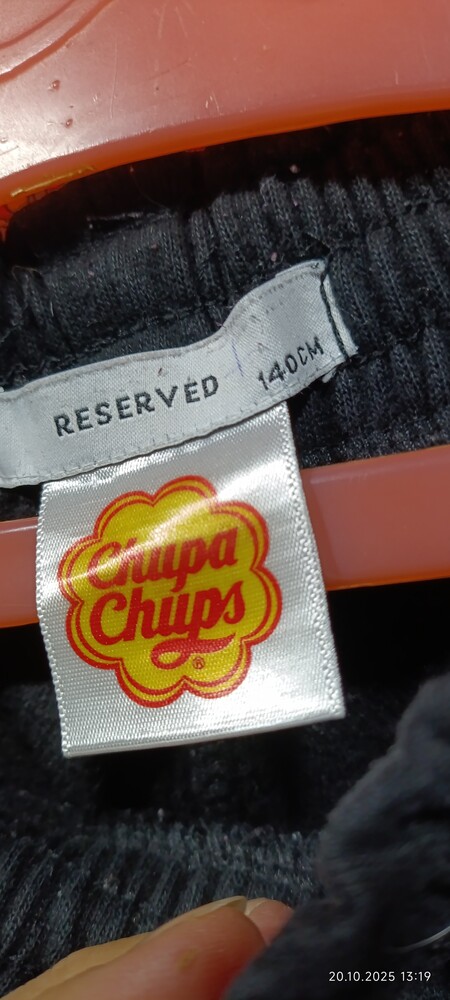 RESERVED 140CM
Chupa
Chups
®
20.10.2025 13:19